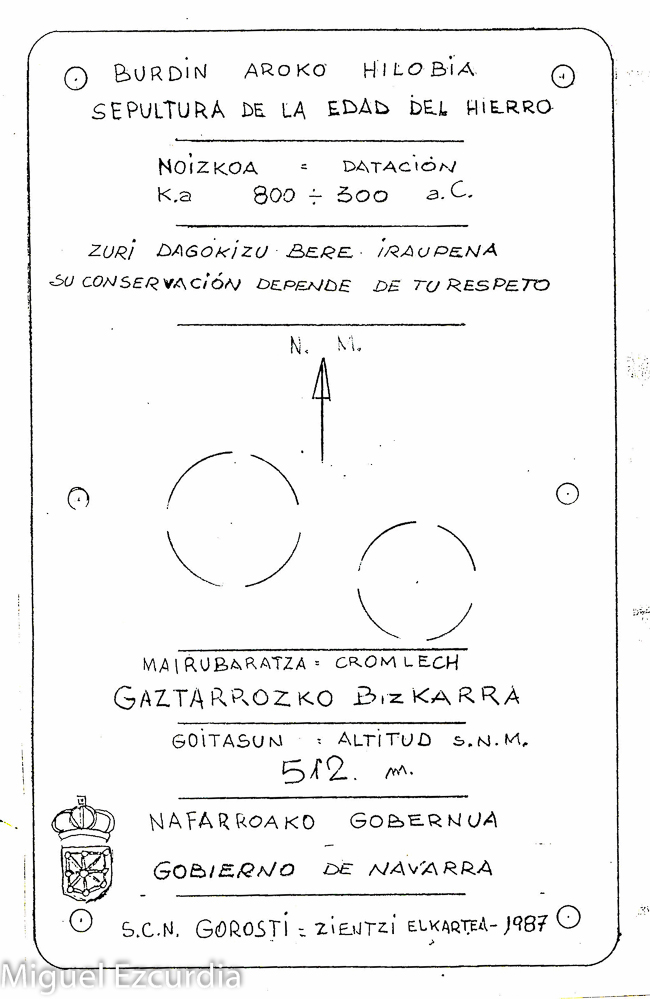 BURDIN AROKO HILOBIA
SEPULTURA DE LA EDAD DEL HIERRO
NOIZKOA = DATACIÓN
K.a 800 ÷ 300 a.C.
ZURI DAGOKIZU BERE IRAUPENA
SU CONSERVACIÓN DEPENDE DE TU RESPETO
N. M.
MAIRUBARATZA = CROMLECH
GAZTARROZKO BIZKARRA
GOITASUN : ALTITUD S.N.M.
512. m.
NAFARROAKO GOBERNUA
GOBIERNO DE NAVARRA
S.C.N. GOROSTI = ZIENTZI ELKARTEA-1987
Miguel Ezcurdia